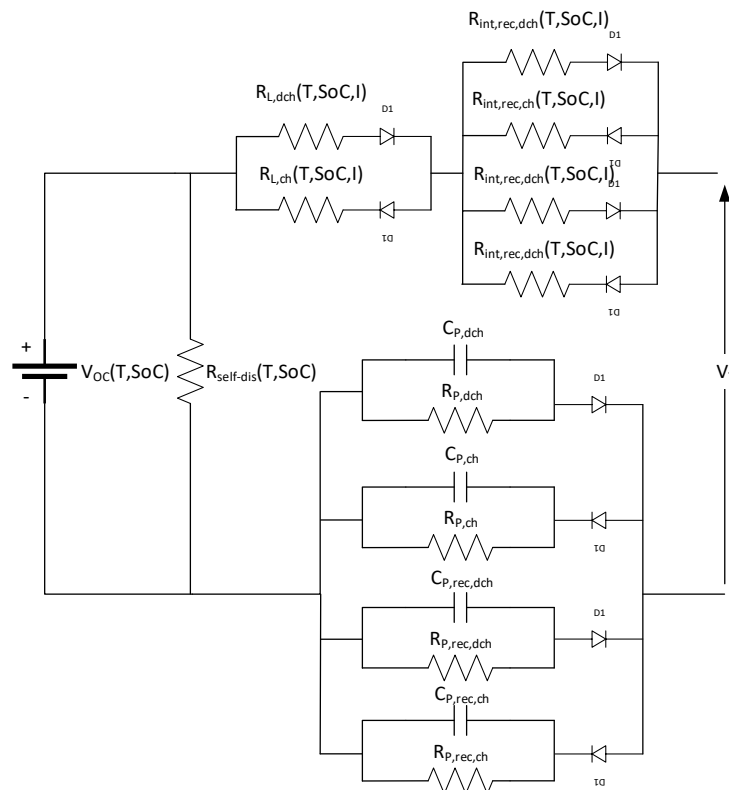 R_int,rec,dch(T,SoC,I)
D1
R_L,dch(T,SoC,I)
D1
R_int,rec,ch(T,SoC,I)
D1
R_L,ch(T,SoC,I)
D1
R_int,rec,dch(T,SoC,I)
D1
R_int,rec,dch(T,SoC,I)
D1
C_P,dch
+
V_OC(T,SoC)
-
R_self-dis(T,SoC)
R_P,dch
D1
V
C_P,ch
R_P,ch
D1
C_P,rec,dch
R_P,rec,dch
D1
C_P,rec,ch
R_P,rec,ch
D1